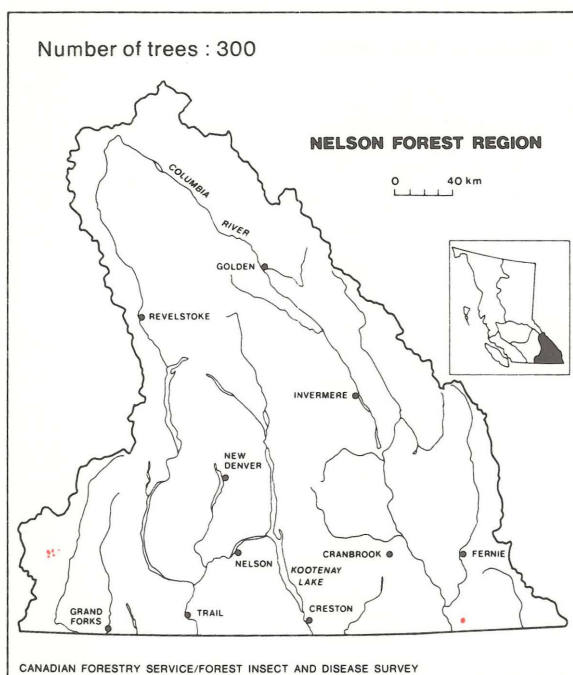 Number of trees : 300
NELSON FOREST REGION
0 40 km
COLUMBIA
RIVER
GOLDEN
REVELSTOKE
INVERMERE
NEW
DENVER
NELSON
KOOTENAY
LAKE
CRANBROOK
FERNIE
GRAND
FORKS
TRAIL
CRESTON
CANADIAN FORESTRY SERVICE/FOREST INSECT AND DISEASE SURVEY